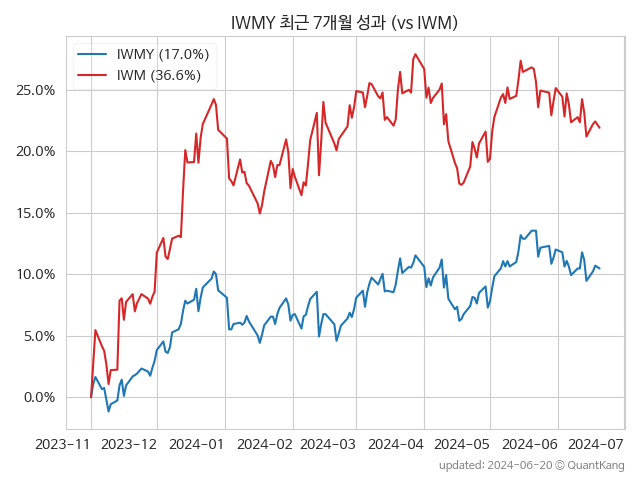 IWMY 최근 7개월 성과 (vs IWM)
IWMY (17.0%)
IWM (36.6%)
25.0%
20.0%
15.0%
10.0%
5.0%
0.0%
2023-11 2023-12 2024-01 2024-02 2024-03 2024-04 2024-05 2024-06 2024-07
updated: 2024-06-20 @ QuantKang